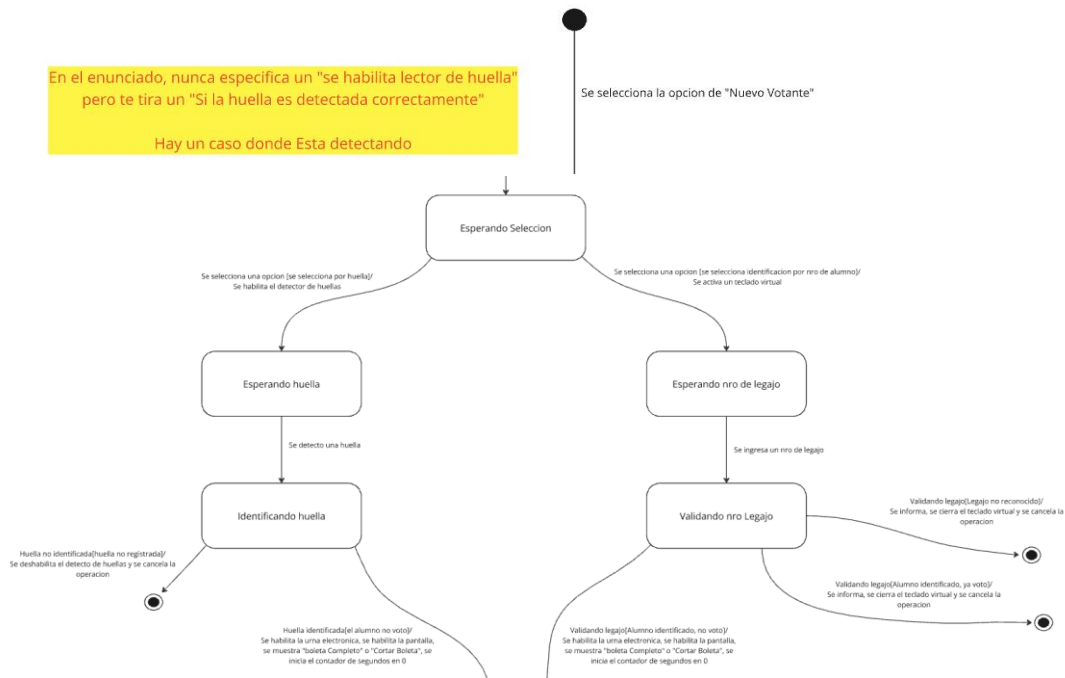 En el enunciado, nunca especifica un "se habilita lector de huella"
pero te tira un "Si la huella es detectada correctamente"
Hay un caso donde Esta detectando
Se selecciona la opcion de "Nuevo Votante"
Esperando Seleccion
Se selecciona una opcion [se selecciona por huella]/
Se habilita el detector de huellas
Se selecciona una opcion [se selecciona identificacion por nro de alumno]/
Se activa un teclado virtual
Esperando huella
Esperando nro de legajo
Se detecto una huella
Se ingresa un nro de legajo
Identificando huella
Validando nro Legajo
Validando legajo[Legajo no reconocido]/
Se informa, se cierra el teclado virtual y se cancela la
operacion
Huella no identificada[huella no registrada]/
Se deshabilita el detecto de huellas y se cancela la
operacion
Validando legajo[Alumno identificado, ya voto]/
Se informa, se cierra el teclado virtual y se cancela la
operacion
Huella identificada[el alumno no voto]/
Se habilita la urna electronica, se habilita la pantalla,
se muestra "boleta Completo" o "Cortar Boleta", se
inicia el contador de segundos en 0
Validando legajo[Alumno identificado, no voto]/
Se habilita la urna electronica, se habilita la pantalla,
se muestra "boleta Completo" o "Cortar Boleta", se
inicia el contador de segundos en 0